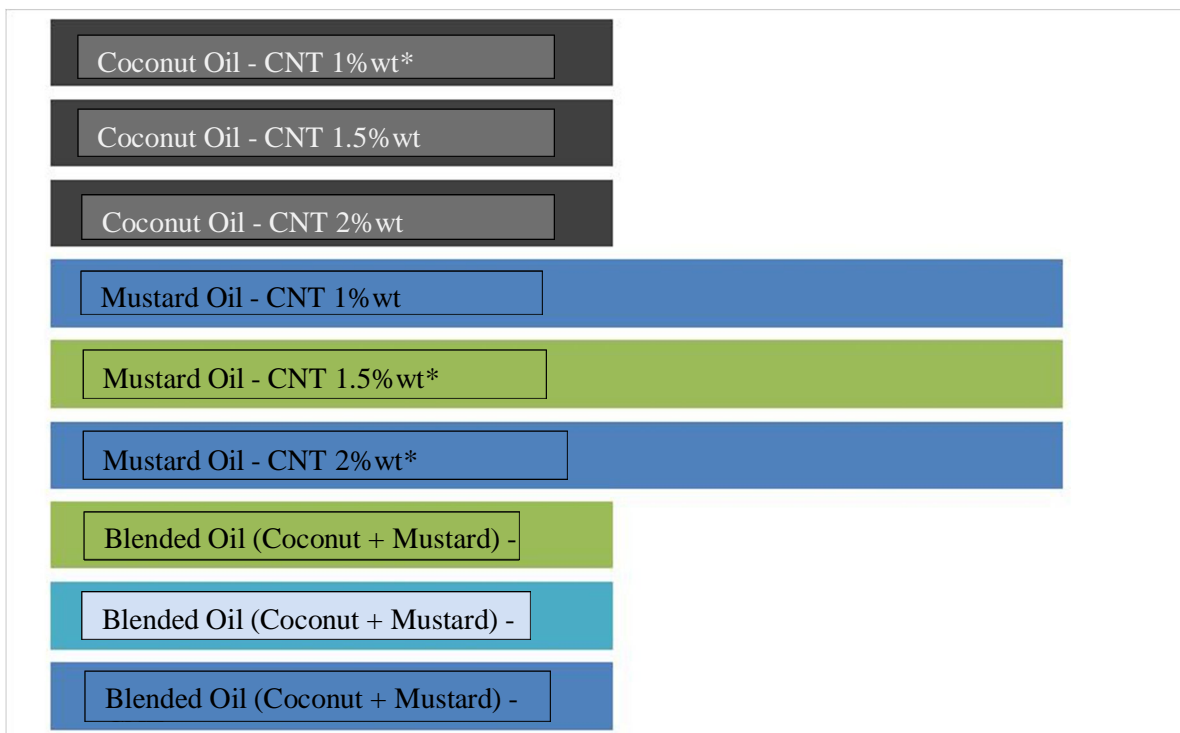 Coconut Oil - CNT 1%wt*
Coconut Oil - CNT 1.5%wt
Coconut Oil - CNT 2%wt
Mustard Oil - CNT 1%wt
Mustard Oil - CNT 1.5%wt*
Mustard Oil - CNT 2%wt*
Blended Oil (Coconut + Mustard) -
Blended Oil (Coconut + Mustard) -
Blended Oil (Coconut + Mustard) -